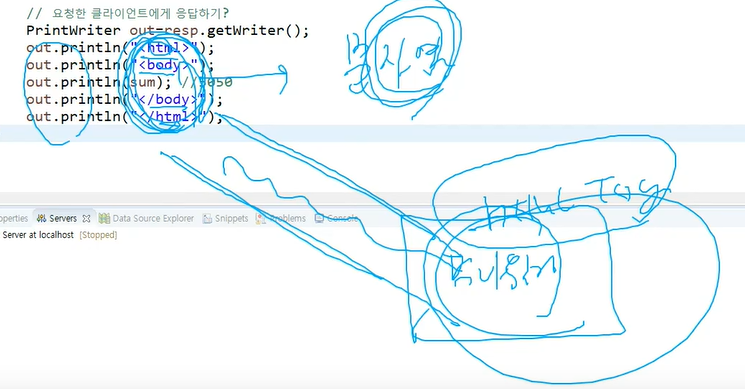 // 요청한 클라이언트에게 응답하기?
PrintWriter out=resp.getWriter();
out.println("<html>");
out.println("<body>");
out.println(sum); //5050
out.println("</body>");
out.println("</html>");
html Tag
operties Servers Data Source Explorer Snippets Problems Console
Server at localhost [Stopped]